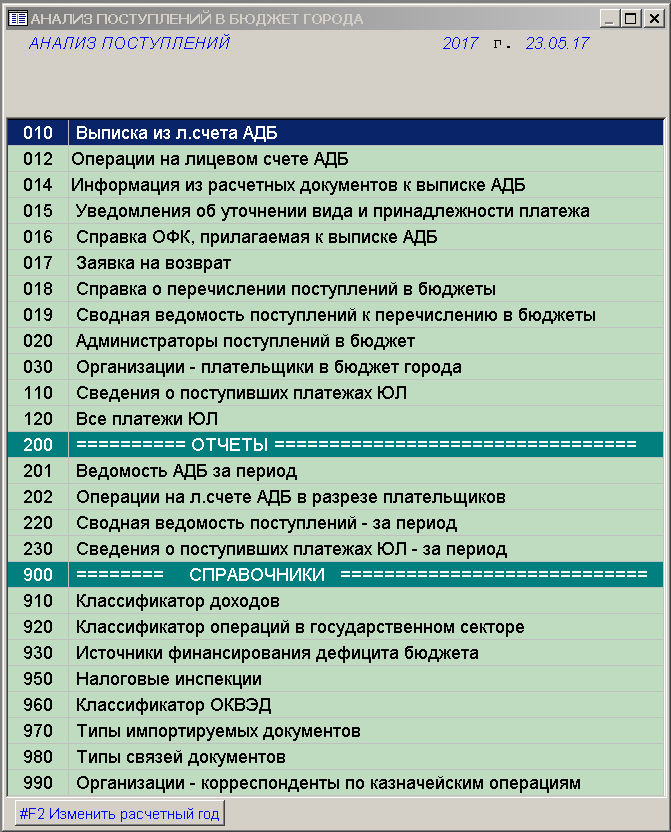 АНАЛИЗ ПОСТУПЛЕНИЙ В БЮДЖЕТ ГОРОДА
АНАЛИЗ ПОСТУПЛЕНИЙ 2017 г. 23.05.17
010 Выписка из л.счета АДБ
012 Операции на лицевом счете АДБ
014 Информация из расчетных документов к выписке АДБ
015 Уведомления об уточнении вида и принадлежности платежа
016 Справка ОФК, прилагаемая к выписке АДБ
017 Заявка на возврат
018 Справка о перечислении поступлений в бюджеты
019 Сводная ведомость поступлений к перечислению в бюджеты
020 Администраторы поступлений в бюджет
030 Организации - плательщики в бюджет города
110 Сведения о поступивших платежах ЮЛ
120 Все платежи ЮЛ
200 ========== ОТЧЕТЫ =================================
201 Ведомость АДБ за период
202 Операции на л.счете АДБ в разрезе плательщиков
220 Сводная ведомость поступлений - за период
230 Сведения о поступивших платежах ЮЛ - за период
900 ======== СПРАВОЧНИКИ ============================
910 Классификатор доходов
920 Классификатор операций в государственном секторе
930 Источники финансирования дефицита бюджета
950 Налоговые инспекции
960 Классификатор ОКВЭД
970 Типы импортируемых документов
980 Типы связей документов
990 Организации - корреспонденты по казначейским операциям
#F2 Изменить расчетный год